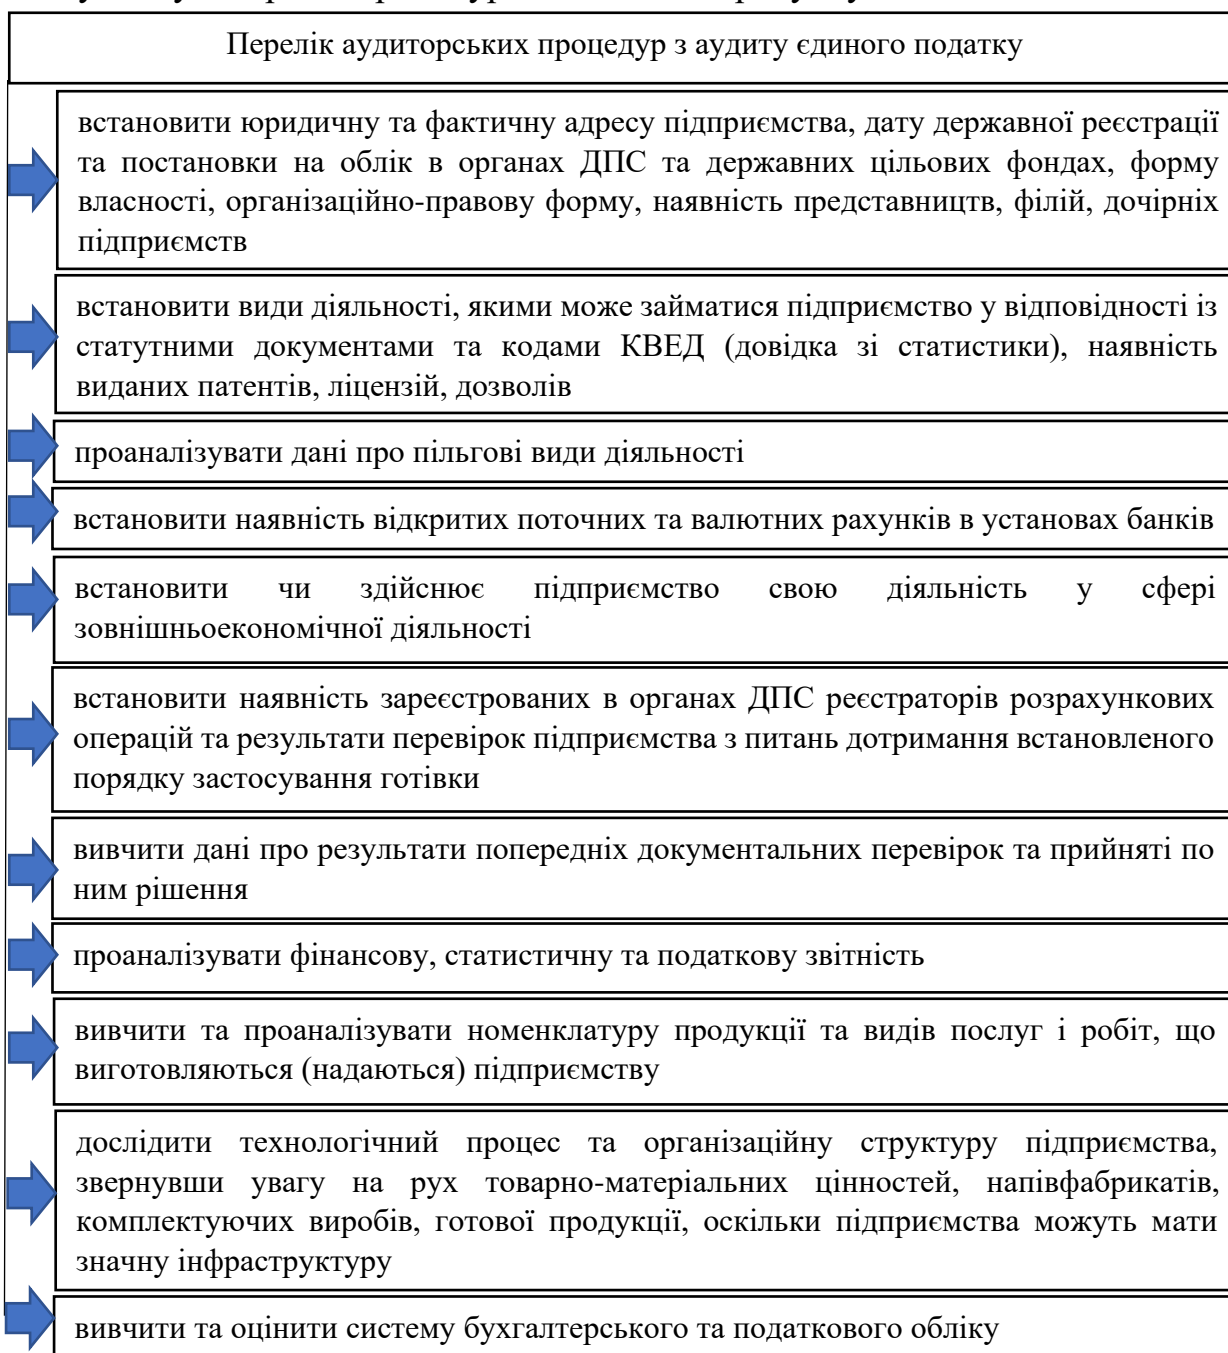 Перелік аудиторських процедур з аудиту єдиного податку
встановити юридичну та фактичну адресу підприємства, дату державної реєстрації
та постановки на облік в органах ДПС та державних цільових фондах, форму
власності, організаційно-правову форму, наявність представництв, філій, дочірніх
підприємств
встановити види діяльності, якими може займатися підприємство у відповідності із
статутними документами та кодами КВЕД (довідка зі статистики), наявність
виданих патентів, ліцензій, дозволів
проаналізувати дані про пільгові види діяльності
встановити наявність відкритих поточних та валютних рахунків в установах банків
встановити чи здійснює підприємство свою діяльність у сфері
зовнішньоекономічної діяльності
встановити наявність зареєстрованих в органах ДПС реєстраторів розрахункових
операцій та результати перевірок підприємства з питань дотримання встановленого
порядку застосування готівки
вивчити дані про результати попередніх документальних перевірок та прийняті по
ним рішення
проаналізувати фінансову, статистичну та податкову звітність
вивчити та проаналізувати номенклатуру продукції та видів послуг і робіт, що
виготовляються (надаються) підприємству
дослідити технологічний процес та організаційну структуру підприємства,
звернувши увагу на рух товарно-матеріальних цінностей, напівфабрикатів,
комплектуючих виробів, готової продукції, оскільки підприємства можуть мати
значну інфраструктуру
вивчити та оцінити систему бухгалтерського та податкового обліку